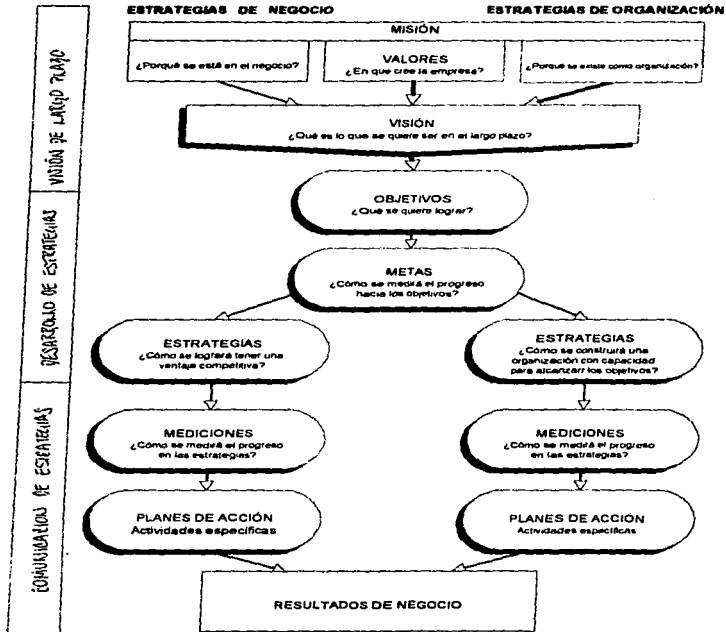 ESTRATEGIAS DE NEGOCIO
ESTRATEGIAS DE ORGANIZACIÓN
MISIÓN
¿Porqué se está en el negocio?
VALORES
¿En que cree la empresa?
¿Porqué se existe como organización?
VISIÓN
¿Qué es lo que se quiere ser en el largo plazo?
OBJETIVOS
¿Qué se quiere lograr?
METAS
¿Cómo se medirá el progreso
hacia los objetivos?
ESTRATEGIAS
¿Cómo se logrará tener una
ventaja competitiva?
ESTRATEGIAS
¿Cómo se construirá una
organización con capacidad
para alcanzarr los objetivos?
MEDICIONES
¿Cómo se medirá el progreso
en las estrategias?
MEDICIONES
¿Cómo se medirá el progreso
en las estrategias?
PLANES DE ACCIÓN
Actividades específicas
PLANES DE ACCIÓN
Actividades específicas
RESULTADOS DE NEGOCIO
VISIÓN DE LARGO PLAZO
DESARROLLO DE ESTRATEGIAS
COMUNICACION DE ESTRATEGIAS